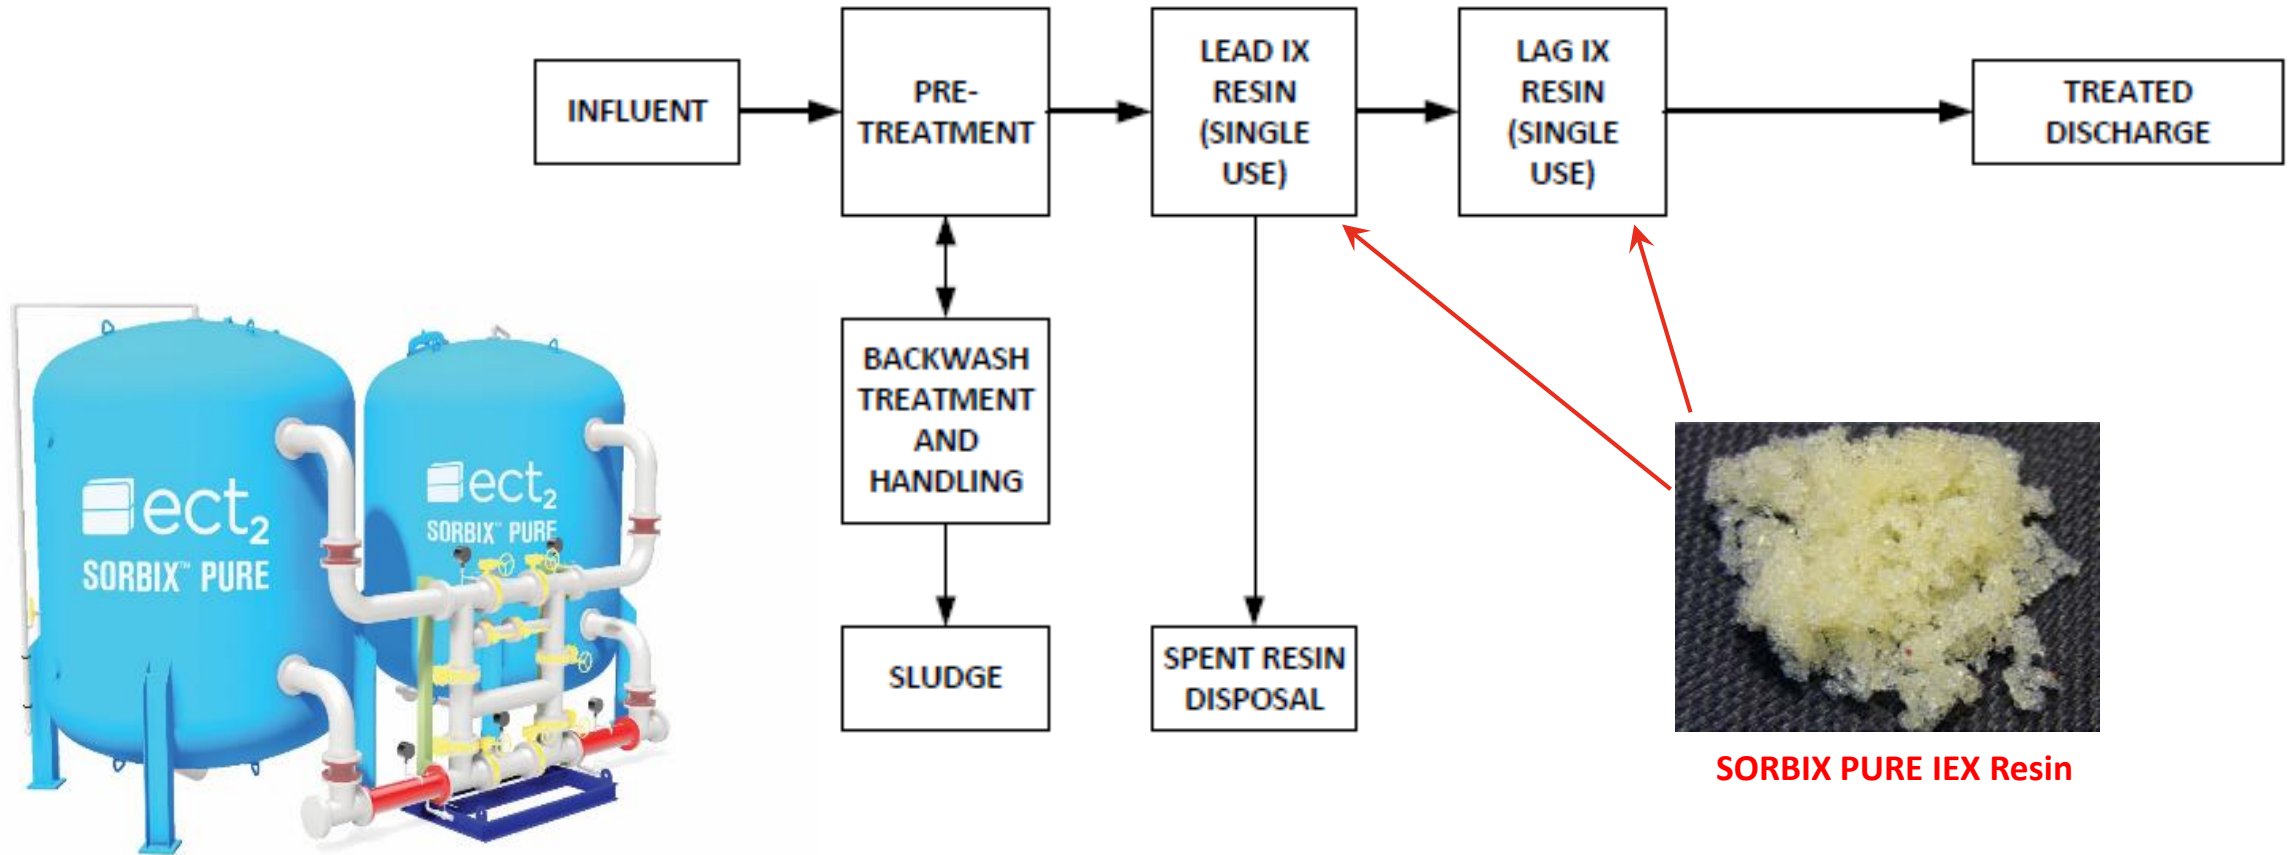 INFLUENT
PRE-
TREATMENT
LEAD IX
RESIN
(SINGLE
USE)
LAG IX
RESIN
(SINGLE
USE)
TREATED
DISCHARGE
BACKWASH
TREATMENT
AND
HANDLING
SLUDGE
SPENT RESIN
DISPOSAL
ect2
SORBIX™ PURE
ect2
SORBIX™ PURE
SORBIX PURE IEX Resin